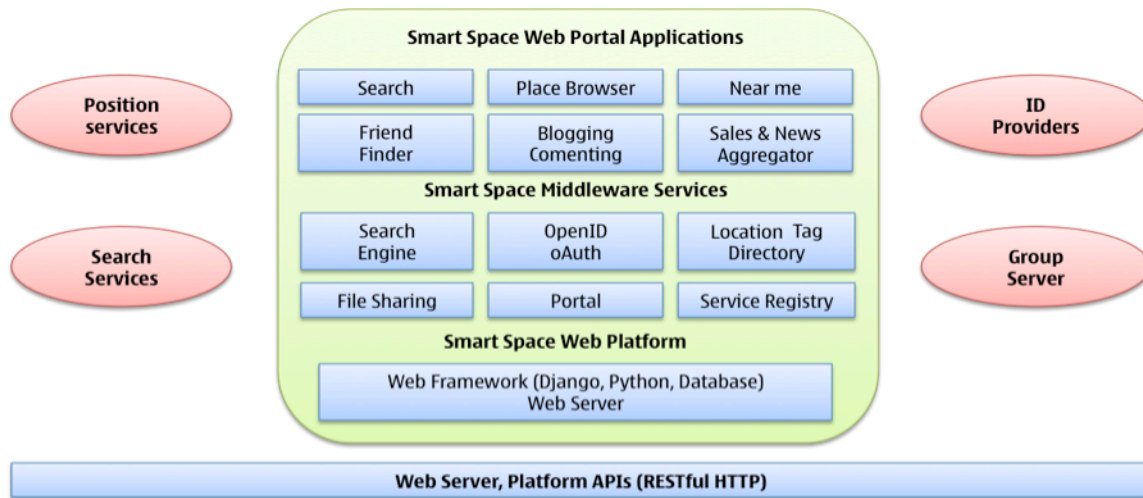 Smart Space Web Portal Applications
Search
Place Browser
Near me
Position
services
Friend
Finder
Blogging
Comenting
Sales & News
Aggregator
ID
Providers
Smart Space Middleware Services
Search
Engine
OpenID
oAuth
Location Tag
Directory
Search
Services
Group
Server
File Sharing
Portal
Service Registry
Smart Space Web Platform
Web Framework (Django, Python, Database)
Web Server
Web Server, Platform APIs (RESTful HTTP)